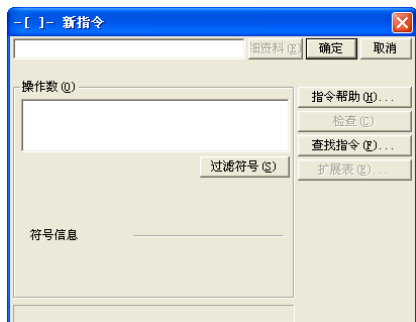 -[ ]- 新指令
细资料(E)
确定
取消
操作数(O)
指令帮助(H)...
检查(C)
查找指令(F)...
过滤符号(S)
扩展表(E)...
符号信息